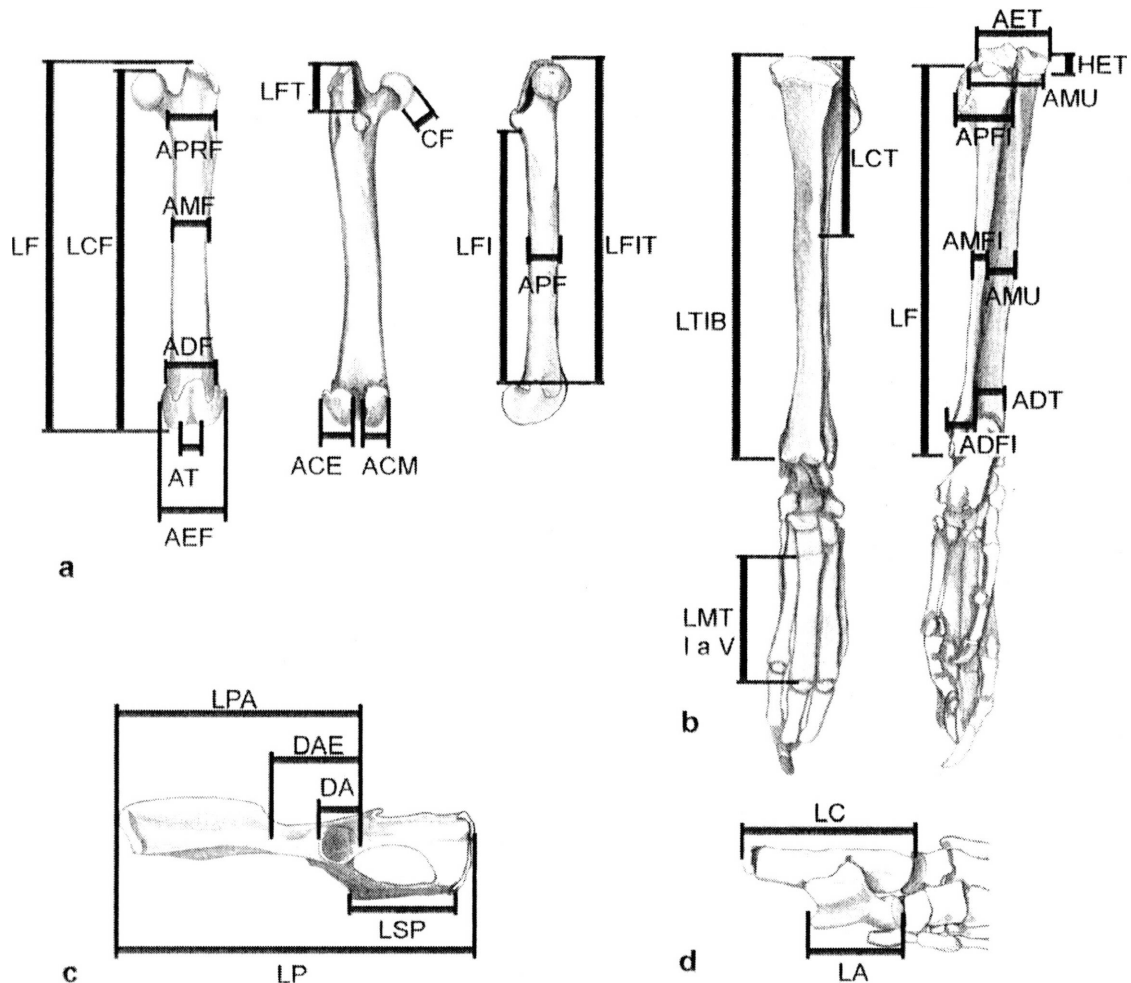 LF
LCF
APRF
AMF
ADF
AT
AEF
LFT
CF
ACE
ACM
LFI
APF
LFIT
a
LTIB
LCT
LMT
I a V
AET
HET
AMU
APFI
AMFI
AMU
LF
ADT
ADFI
b
LPA
DAE
DA
LSP
LP
c
LC
LA
d